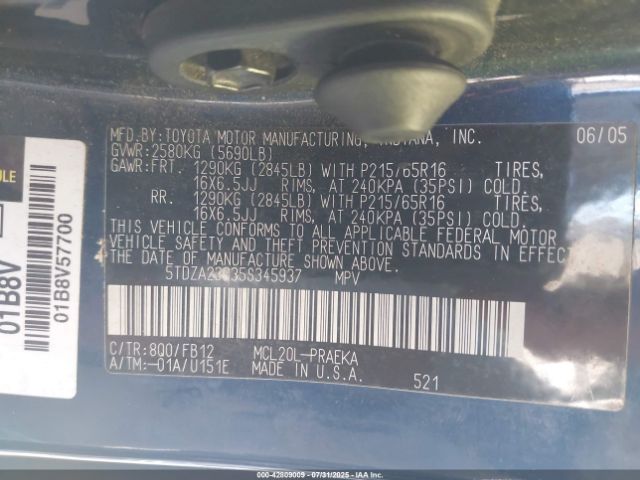 MFD.BY:TOYOTA MOTOR MANUFACTURING, INDIANA, INC. 06/05
GVWR:2580KG (5690LB)
GAWR:FRT. 1290KG (2845LB) WITH P215/65R16 TIRES,
16X6.5JJ RIMS, AT 240KPA (35PSI) COLD.
RR. 1290KG (2845LB) WITH P215/65R16 TIRES,
16X6.5JJ RIMS, AT 240KPA (35PSI) COLD.
THIS VEHICLE CONFORMS TO ALL APPLICABLE FEDERAL MOTOR
VEHICLE SAFETY AND THEFT PREVENTION STANDARDS IN EFFECT
THE DATE OF MANUFACTURE SHOWN ABOVE.
MPV
C/TR:8Q0/FB12 MCL20L-PRAEKA
A/TM:-01A/U151E MADE IN U.S.A.
521
01B8V
01B8V57700
000-42809009 - 07/31/2025 - IAAI.COM